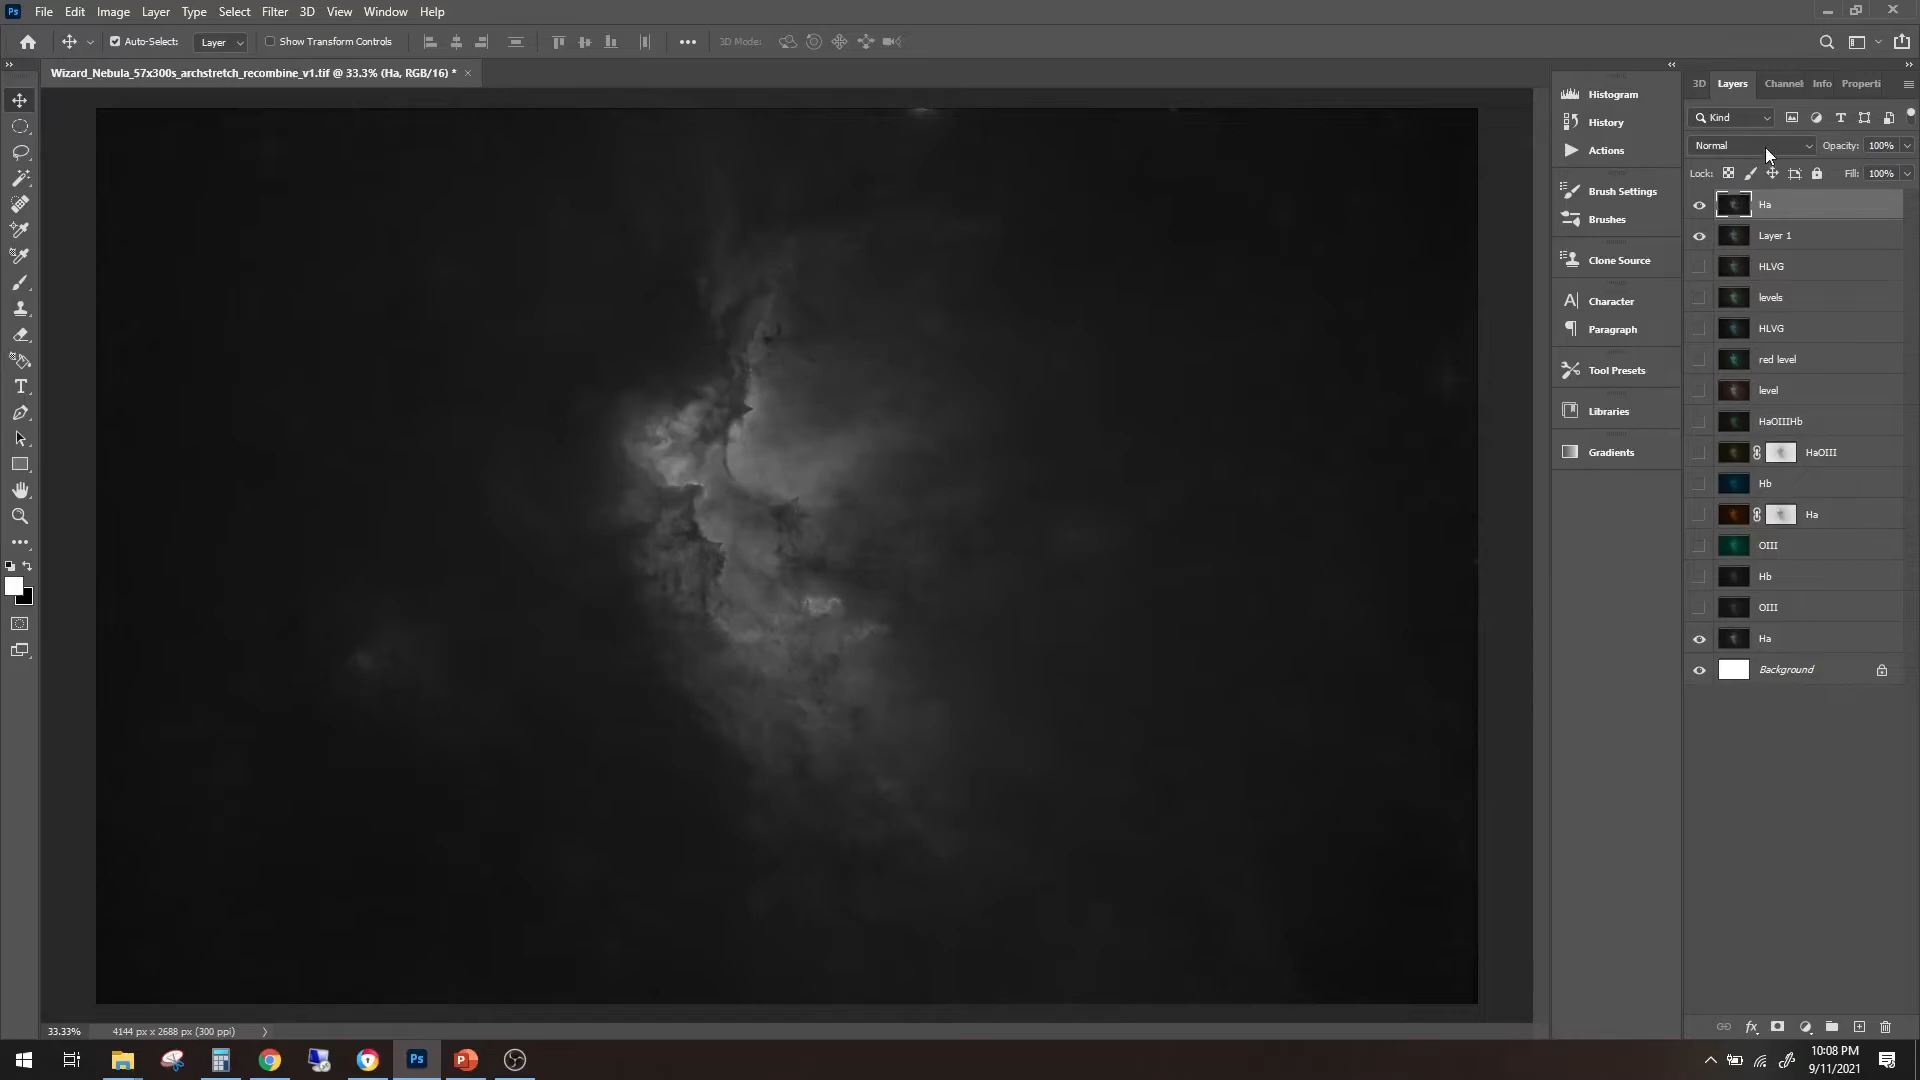 Ps File Edit Image Layer Type Select Filter 3D View Window Help
Auto-Select: Layer Show Transform Controls 3D Mode:
Wizard_Nebula_57x300s_archstretch_recombine_v1.tif @ 33.3% (Ha, RGB/16) *
Histogram
History
Actions
Brush Settings
Brushes
Clone Source
Character
Paragraph
Tool Presets
Libraries
Gradients
3D Layers Channel Info Properti
Kind
Normal Opacity: 100%
Lock: Fill: 100%
Ha
Layer 1
HLVG
levels
HLVG
red level
level
HaOIIIHb
HaOIII
Hb
Ha
OIII
Hb
OIII
Ha
Background
33.33% 4144 px x 2688 px (300 ppi)
Ps
10:08 PM
9/11/2021